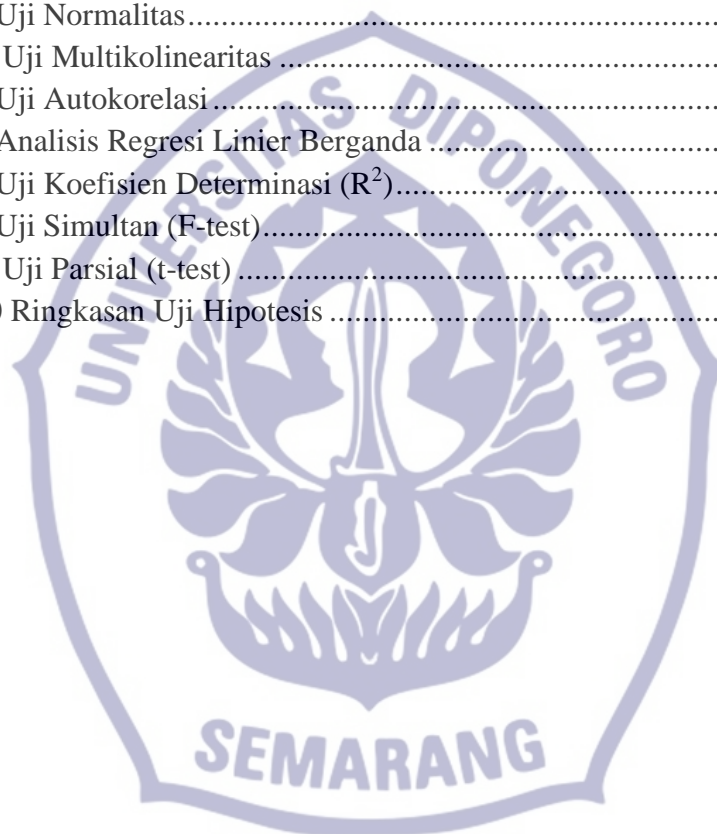 Uji Normalitas
Uji Multikolinearitas
Uji Autokorelasi
Analisis Regresi Linier Berganda
Uji Koefisien Determinasi (R²)
Uji Simultan (F-test)
Uji Parsial (t-test)
Ringkasan Uji Hipotesis
UNIVERSITAS DIPONEGORO
SEMARANG